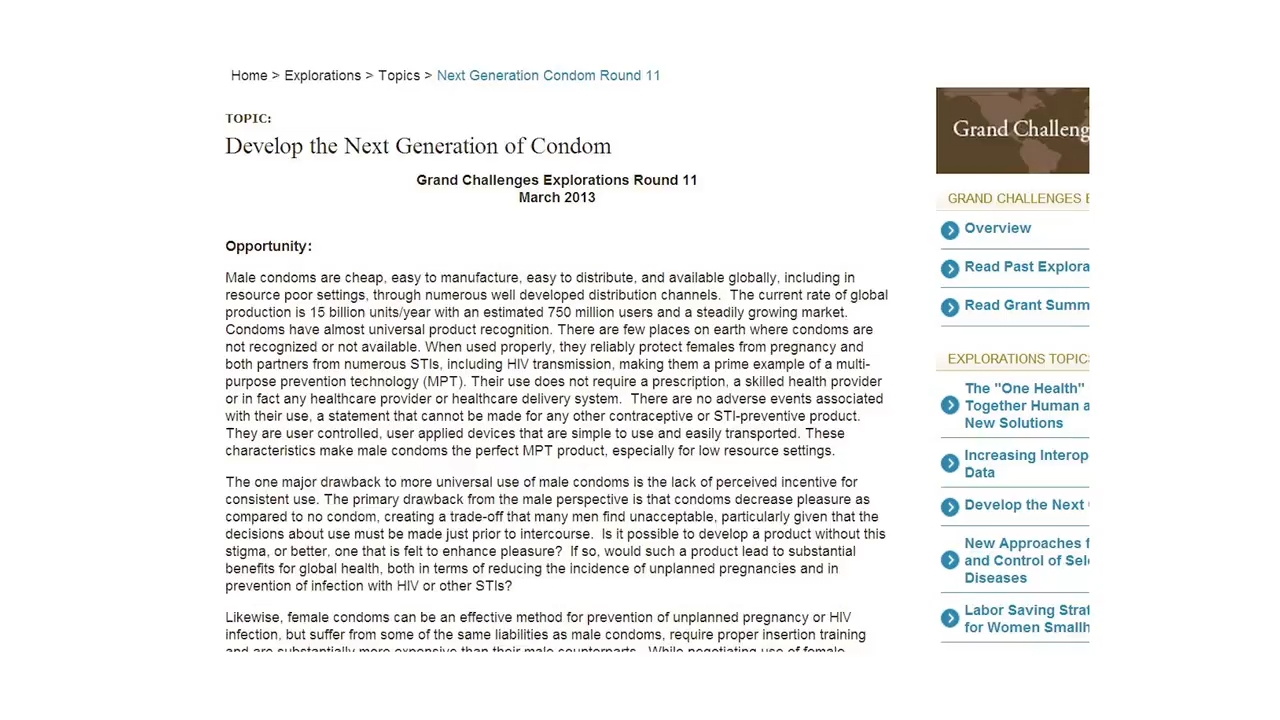 Home > Explorations > Topics > Next Generation Condom Round 11
TOPIC:
Develop the Next Generation of Condom
Grand Challenges Explorations Round 11
March 2013
Opportunity:
Male condoms are cheap, easy to manufacture, easy to distribute, and available globally, including in
resource poor settings, through numerous well developed distribution channels.  The current rate of global
production is 15 billion units/year with an estimated 750 million users and a steadily growing market.
Condoms have almost universal product recognition. There are few places on earth where condoms are
not recognized or not available. When used properly, they reliably protect females from pregnancy and
both partners from numerous STIs, including HIV transmission, making them a prime example of a multi-
purpose prevention technology (MPT). Their use does not require a prescription, a skilled health provider
or in fact any healthcare provider or healthcare delivery system.  There are no adverse events associated
with their use, a statement that cannot be made for any other contraceptive or STI-preventive product.
They are user controlled, user applied devices that are simple to use and easily transported. These
characteristics make male condoms the perfect MPT product, especially for low resource settings.
The one major drawback to more universal use of male condoms is the lack of perceived incentive for
consistent use. The primary drawback from the male perspective is that condoms decrease pleasure as
compared to no condom, creating a trade-off that many men find unacceptable, particularly given that the
decisions about use must be made just prior to intercourse.  Is it possible to develop a product without this
stigma, or better, one that is felt to enhance pleasure?  If so, would such a product lead to substantial
benefits for global health, both in terms of reducing the incidence of unplanned pregnancies and in
prevention of infection with HIV or other STIs?
Likewise, female condoms can be an effective method for prevention of unplanned pregnancy or HIV
infection, but suffer from some of the same liabilities as male condoms, require proper insertion training
and are substantially more expensive than their male counterparts.  While negotiating use of female
Grand Challeng
GRAND CHALLENGES E
Overview
Read Past Explora
Read Grant Summ
EXPLORATIONS TOPICS
The "One Health"
Together Human a
New Solutions
Increasing Interop
Data
Develop the Next
New Approaches f
and Control of Sel
Diseases
Labor Saving Strat
for Women Smallh